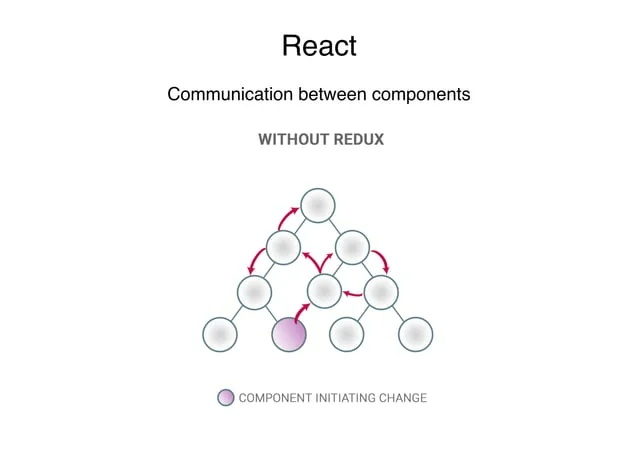 React
Communication between components
WITHOUT REDUX
COMPONENT INITIATING CHANGE